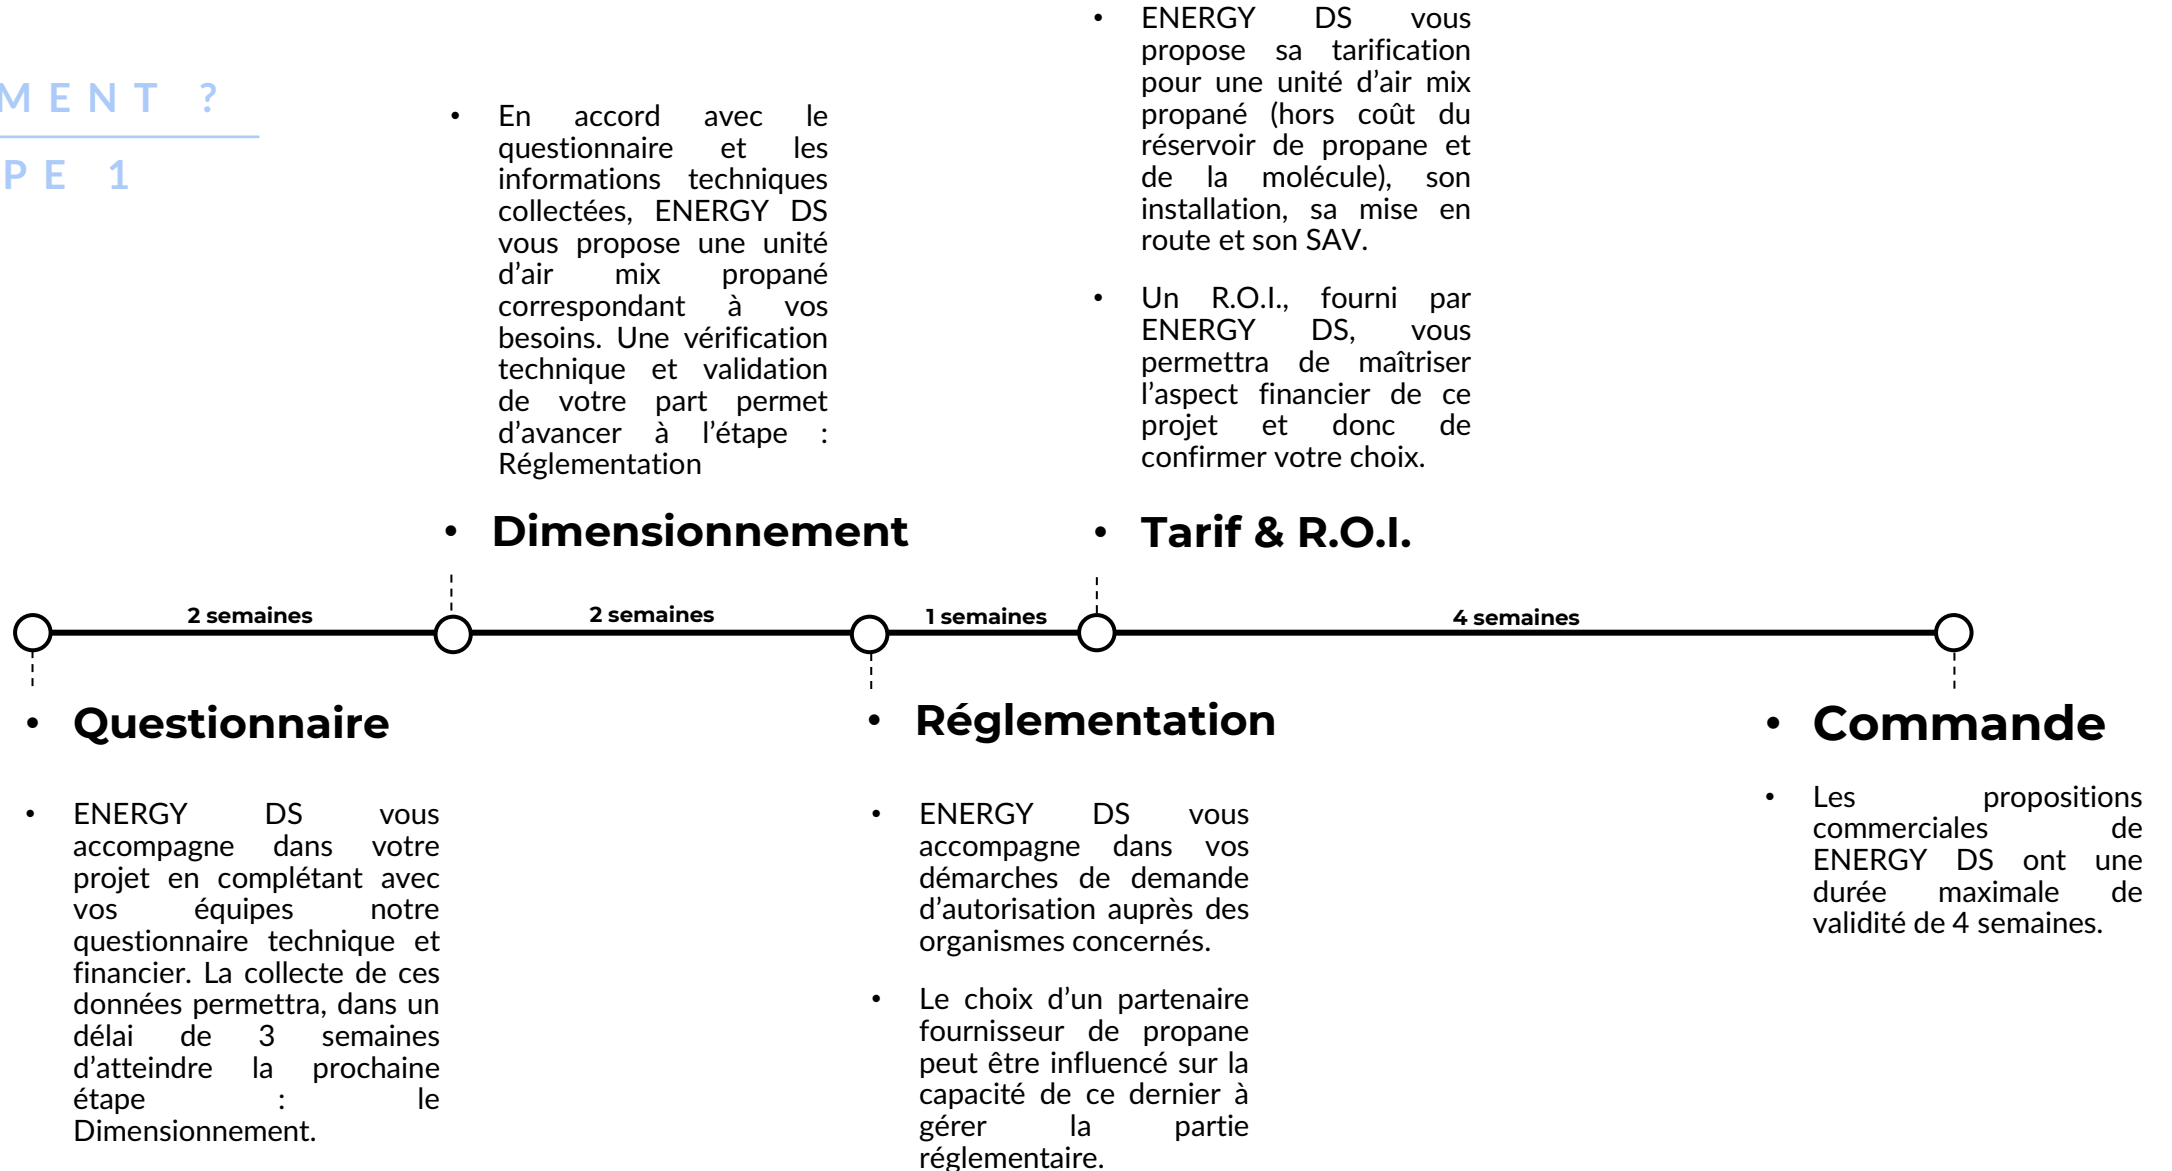 MENT ?
PE 1
• En accord avec le
questionnaire et les
informations techniques
collectées, ENERGY DS
vous propose une unité
d’air mix propané
correspondant à vos
besoins. Une vérification
technique et validation
de votre part permet
d’avancer à l’étape :
Réglementation
• Dimensionnement
• ENERGY DS vous
propose sa tarification
pour une unité d’air mix
propané (hors coût du
réservoir de propane et
de la molécule), son
installation, sa mise en
route et son SAV.
• Un R.O.I., fourni par
ENERGY DS, vous
permettra de maîtriser
l’aspect financier de ce
projet et donc de
confirmer votre choix.
• Tarif & R.O.I.
2 semaines
2 semaines
1 semaines
4 semaines
• Questionnaire
• ENERGY DS vous
accompagne dans votre
projet en complétant avec
vos équipes notre
questionnaire technique et
financier. La collecte de ces
données permettra, dans un
délai de 3 semaines
d’atteindre la prochaine
étape : le
Dimensionnement.
• Réglementation
• ENERGY DS vous
accompagne dans vos
démarches de demande
d’autorisation auprès des
organismes concernés.
• Le choix d’un partenaire
fournisseur de propane
peut être influencé sur la
capacité de ce dernier à
gérer la partie
réglementaire.
• Commande
• Les propositions
commerciales de
ENERGY DS ont une
durée maximale de
validité de 4 semaines.